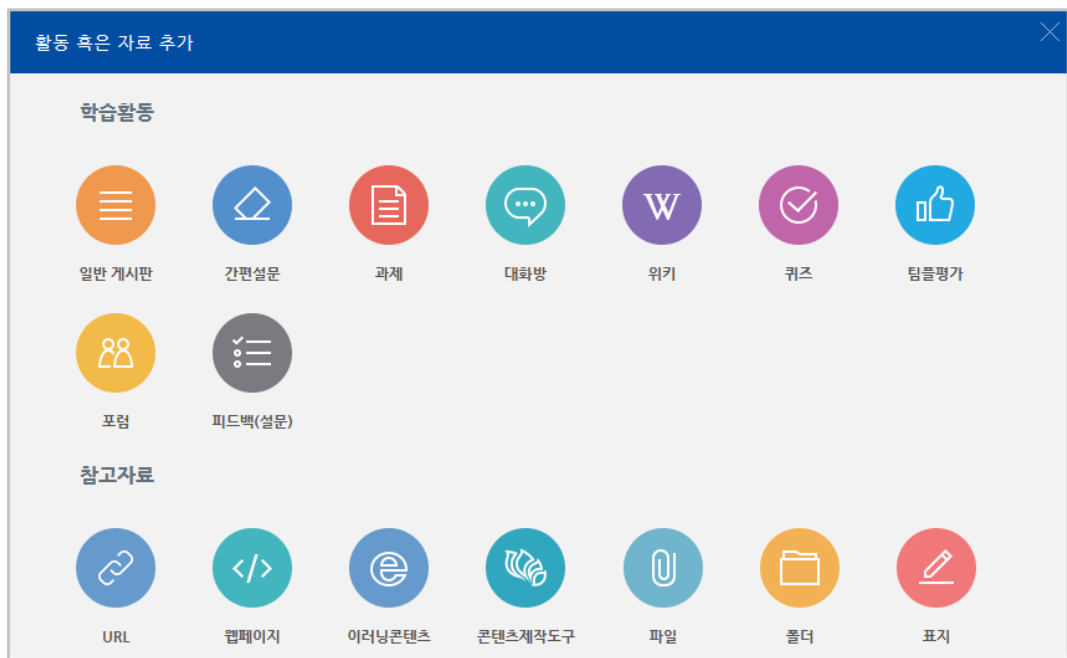 활동 혹은 자료 추가
학습활동
일반 게시판 간편설문 과제 대화방 위키 퀴즈 팀플평가
포럼 피드백(설문)
참고자료
URL 웹페이지 이러닝콘텐츠 콘텐츠제작도구 파일 폴더 표지